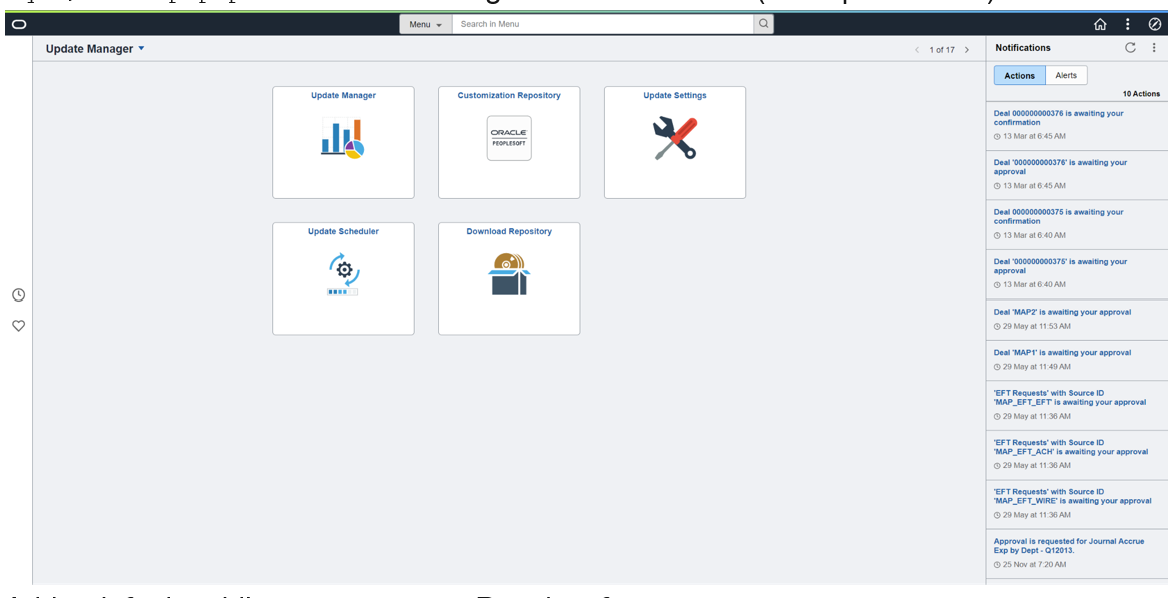 Menu
Search in Menu
Update Manager
1 of 17
Notifications
Actions
Alerts
10 Actions
Update Manager
Customization Repository
Update Settings
ORACLE
PEOPLESOFT
Update Scheduler
Download Repository
Deal 000000000376 is awaiting your
confirmation
13 Mar at 6:45 AM
Deal '000000000376' is awaiting your
approval
13 Mar at 6:45 AM
Deal 000000000375 is awaiting your
confirmation
13 Mar at 6:40 AM
Deal '000000000375' is awaiting your
approval
13 Mar at 6:40 AM
Deal 'MAP2' is awaiting your approval
29 May at 11:53 AM
Deal 'MAP1' is awaiting your approval
29 May at 11:49 AM
'EFT Requests' with Source ID
'MAP_EFT_EFT' is awaiting your approval
29 May at 11:36 AM
'EFT Requests' with Source ID
'MAP_EFT_ACH' is awaiting your approval
29 May at 11:36 AM
'EFT Requests' with Source ID
'MAP_EFT_WIRE' is awaiting your approval
29 May at 11:36 AM
Approval is requested for Journal Accrue
Exp by Dept - Q12013.
25 Nov at 7:20 AM